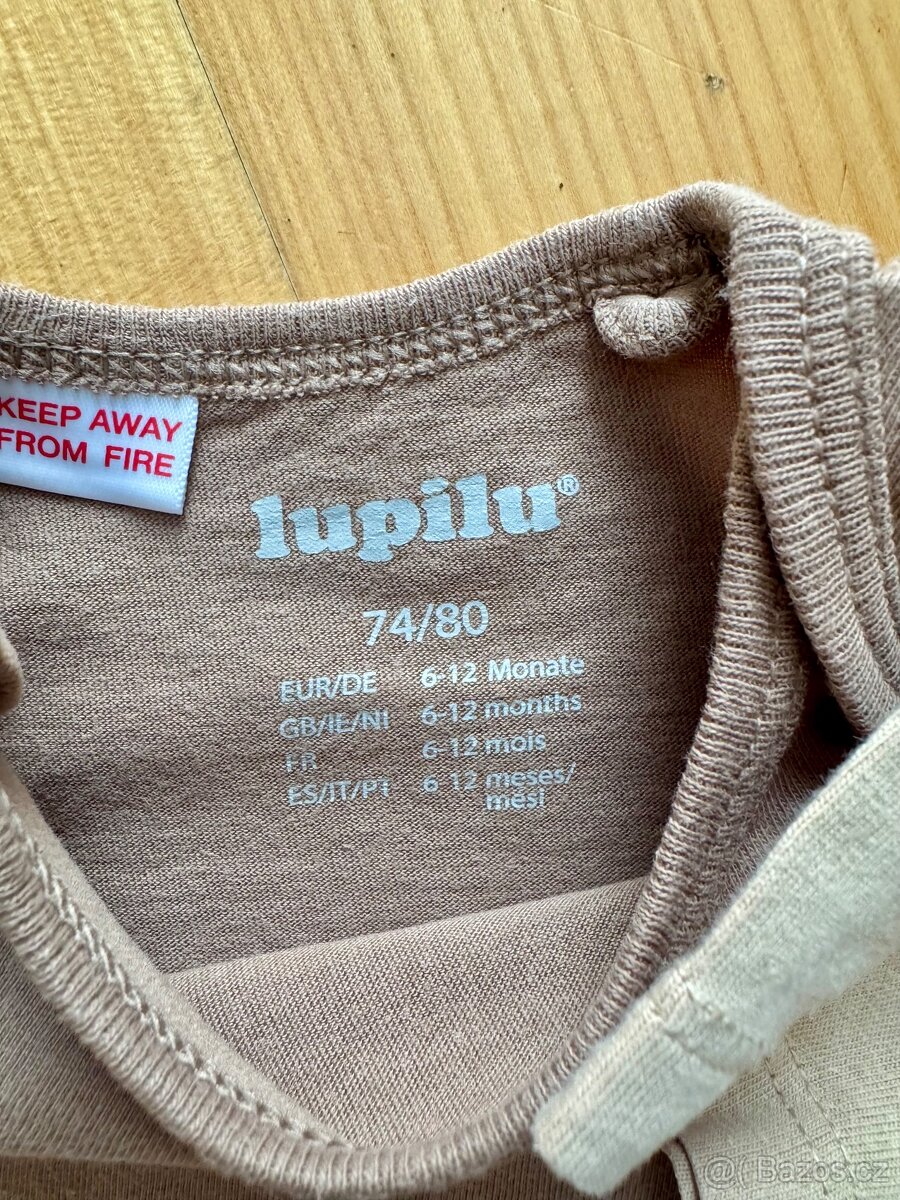 KEEP AWAY
FROM FIRE
lupilu®
74/80
EUR/DE 6-12 Monate
GB/IE/NI 6-12 months
FR 6-12 mois
ES/IT/PT 6-12 meses/
mesi
@ Bazos.cz